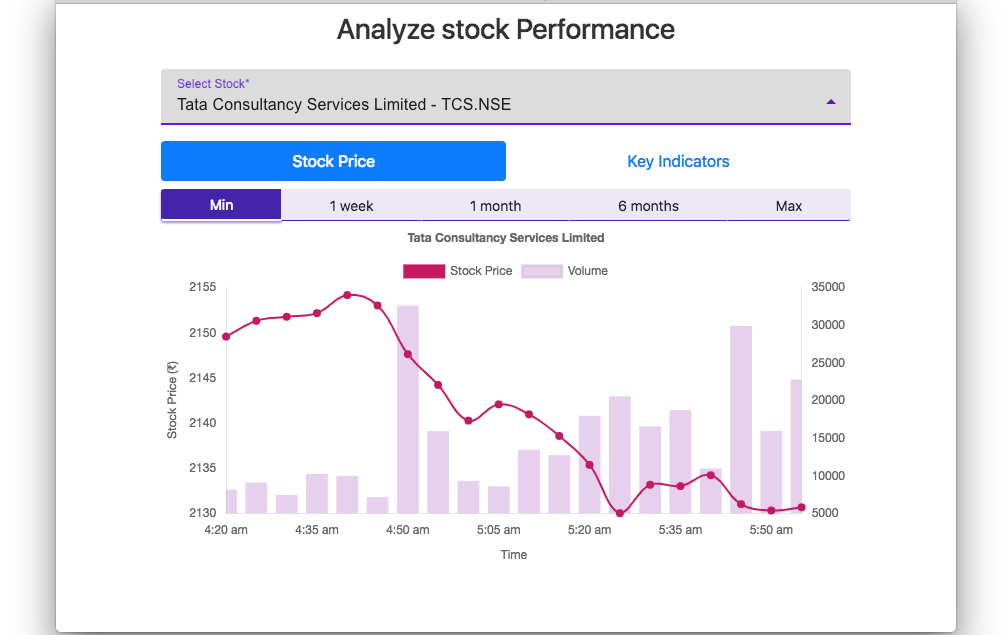 Analyze stock Performance
Select Stock*
Tata Consultancy Services Limited - TCS.NSE
Stock Price Key Indicators
Min 1 week 1 month 6 months Max
Tata Consultancy Services Limited
Stock Price Volume
2155 35000
2150 30000
2145 25000
2140 20000
2135 15000
2130 10000
5000
Stock Price (₹)
4:20 am 4:35 am 4:50 am 5:05 am 5:20 am 5:35 am 5:50 am
Time